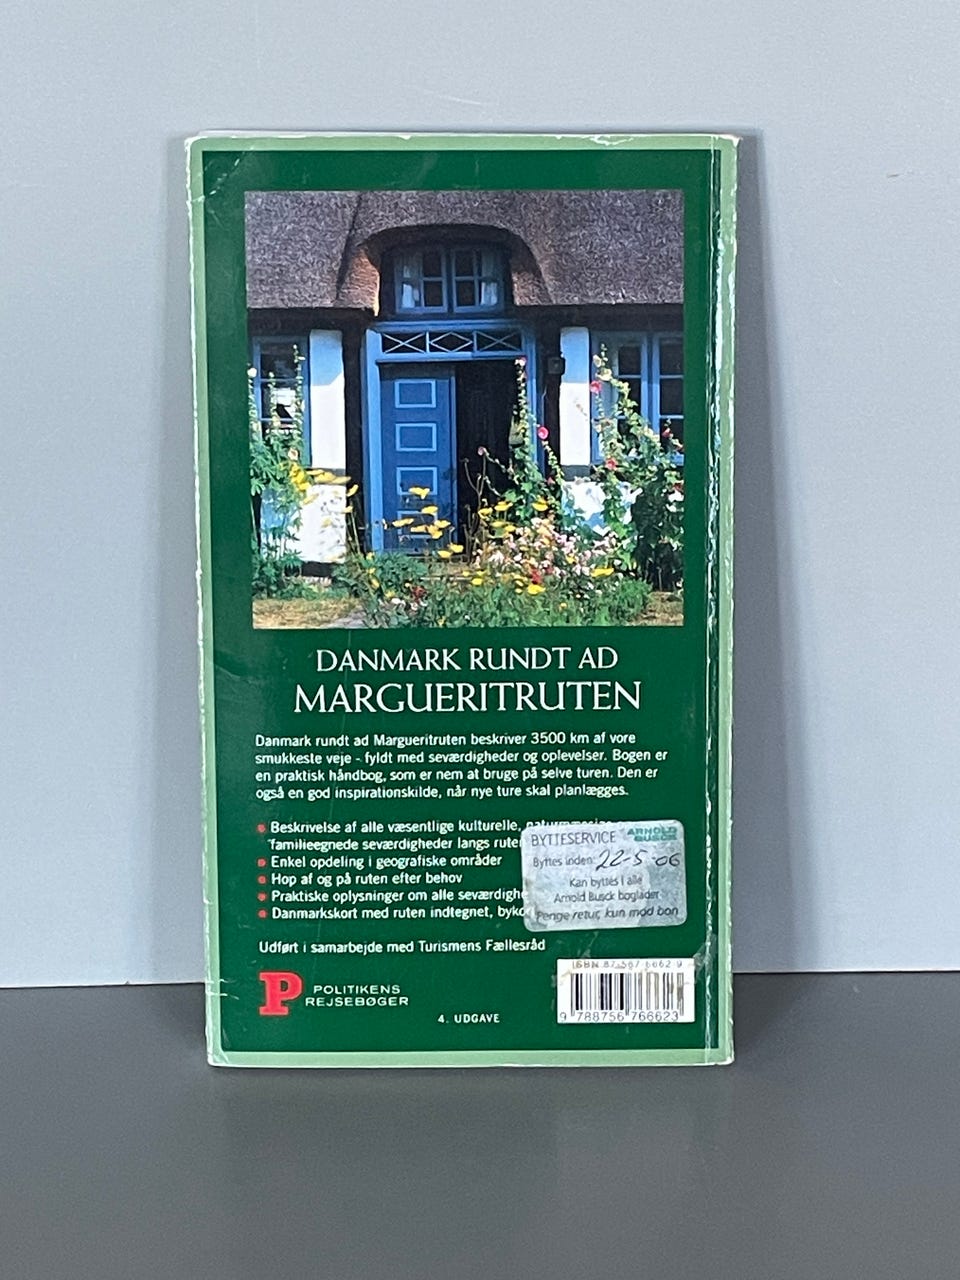 DANMARK RUNDT AD
MARGUERITRUTEN
Danmark rundt ad Margueritruten beskriver 3500 km af vore
smukkeste veje - fyldt med seværdigheder og oplevelser. Bogen er
en praktisk håndbog, som er nem at bruge på selve turen. Den er
også en god inspirationskilde, når nye ture skal planlægges.
Beskrivelse af alle væsentlige kulturelle,
familieegnede seværdigheder langs
Enkel opdeling i geografiske områder
Hop af og på ruten efter behov
Praktiske oplysninger om alle
Danmarkskort med ruten indtegnet,
BYTTESERVICE ARNOLD BUSCK
Byttes inden: 22-5-06
Kan byttes i alle
Arnold Busck boglader
Penge retur, kun mod bon
Udført i samarbejde med Turismens Fællesråd
P POLITIKENS
REJSEBØGER
4. UDGAVE
ISBN 87-567-6662-9
9 788756 766623